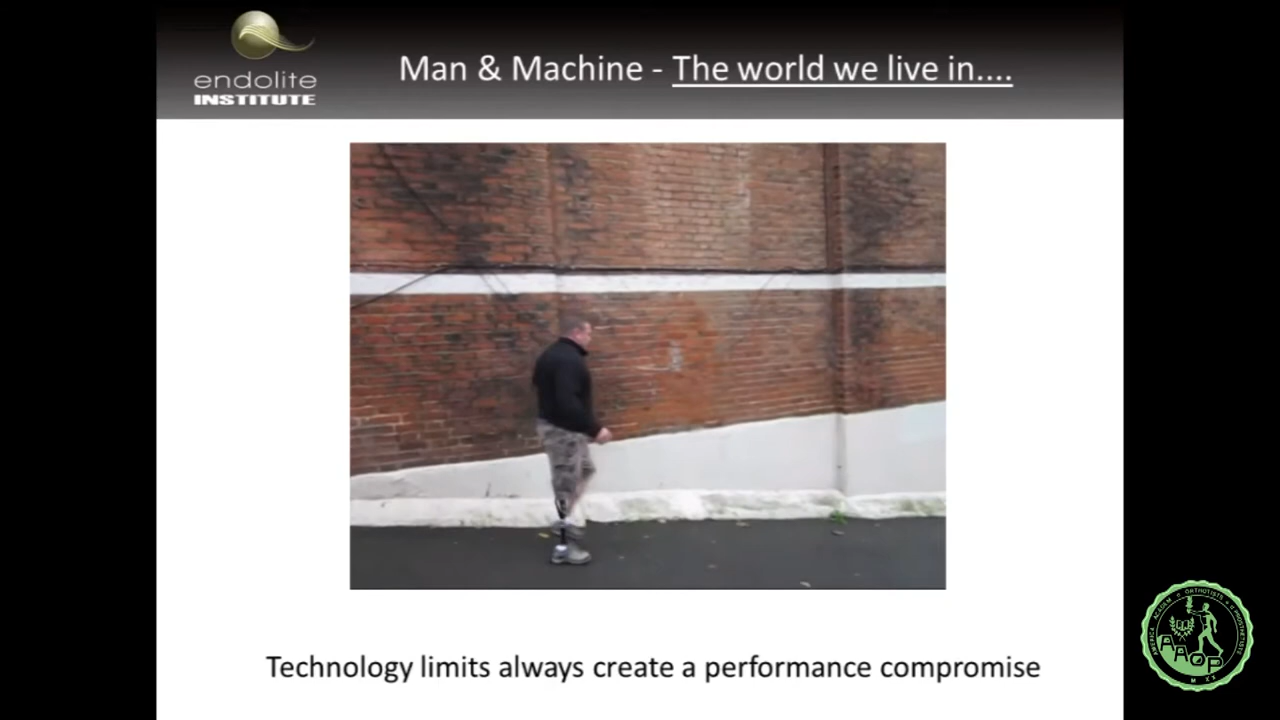 endolite
INSTITUTE
Man & Machine - The world we live in....
Technology limits always create a performance compromise
AAOP